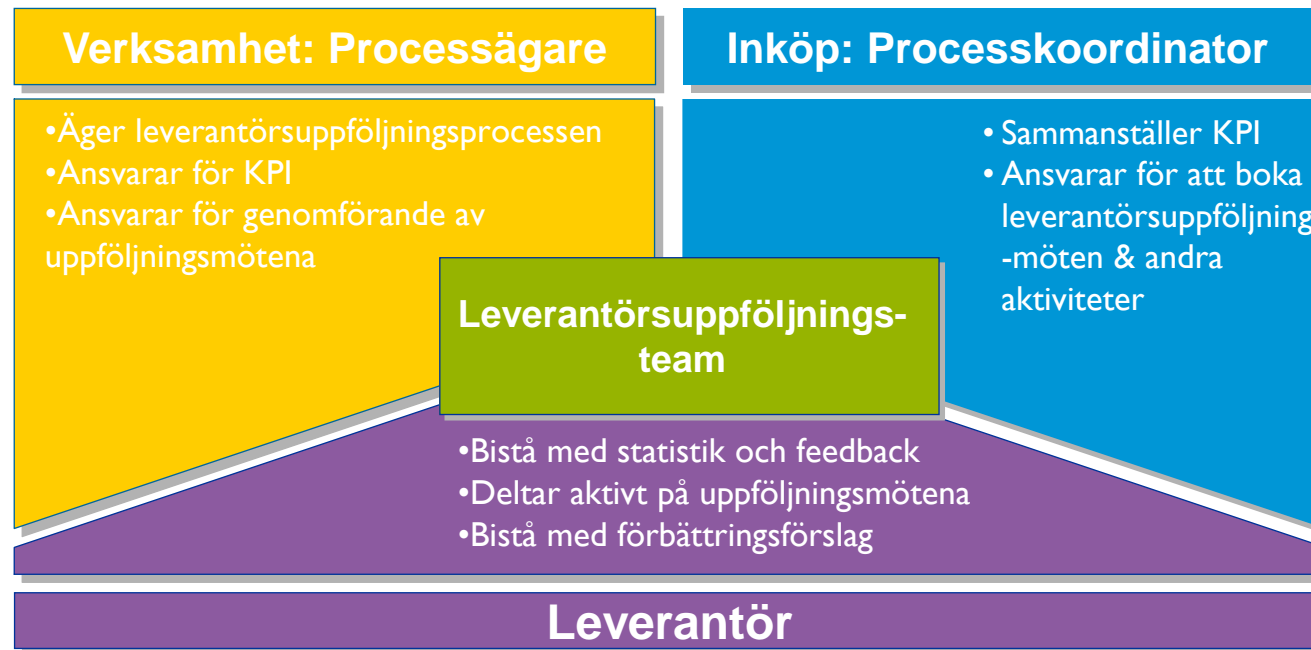 Verksamhet: Processägare
•Äger leverantörsuppföljningsprocessen
•Ansvarar för KPI
•Ansvarar för genomförande av
uppföljningsmötena
Inköp: Processkoordinator
• Sammanställer KPI
• Ansvarar för att boka
leverantörsuppföljning
-möten & andra
aktiviteter
Leverantörsuppföljnings-
team
•Bistå med statistik och feedback
•Deltar aktivt på uppföljningsmötena
•Bistå med förbättringsförslag
Leverantör